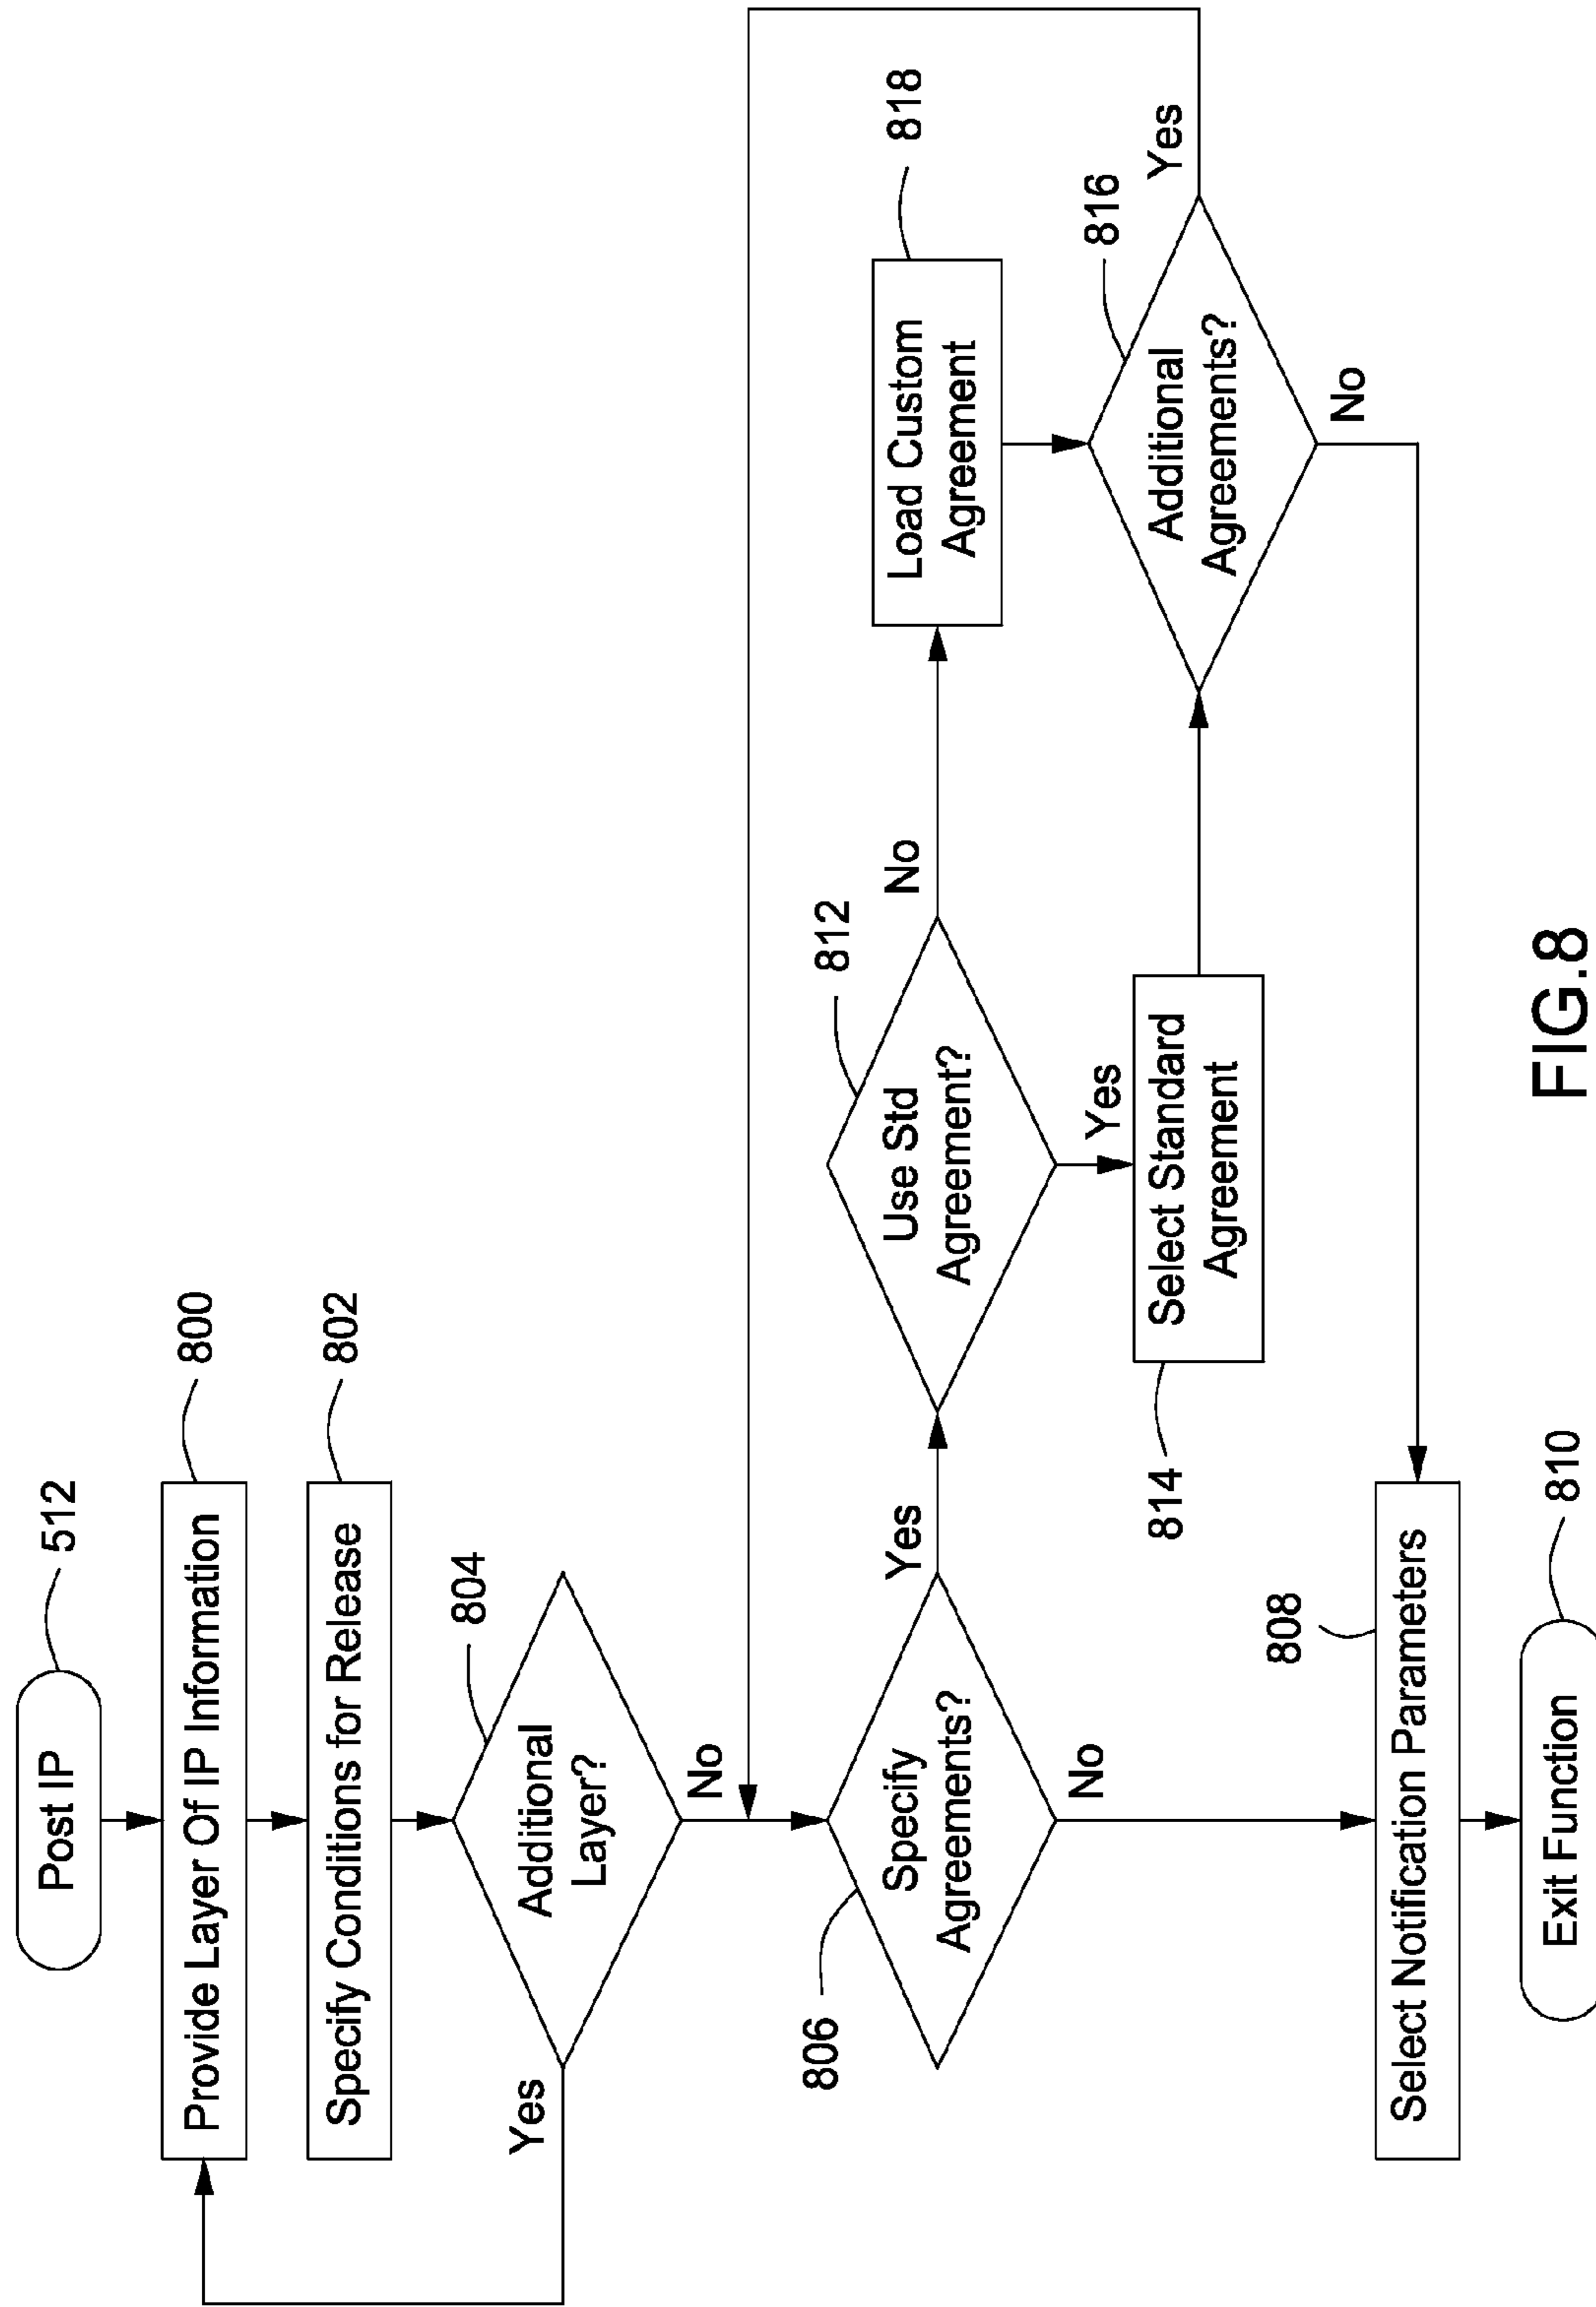 Post IP
512
Provide Layer Of IP Information
800
Specify Conditions for Release
802
Additional
Layer?
804
Yes
No
Specify
Agreements?
806
Yes
No
Use Std
Agreement?
812
No
Yes
Load Custom
Agreement
818
Select Standard
Agreement
814
Additional
Agreements?
816
Yes
No
Select Notification Parameters
808
Exit Function
810
FIG.8